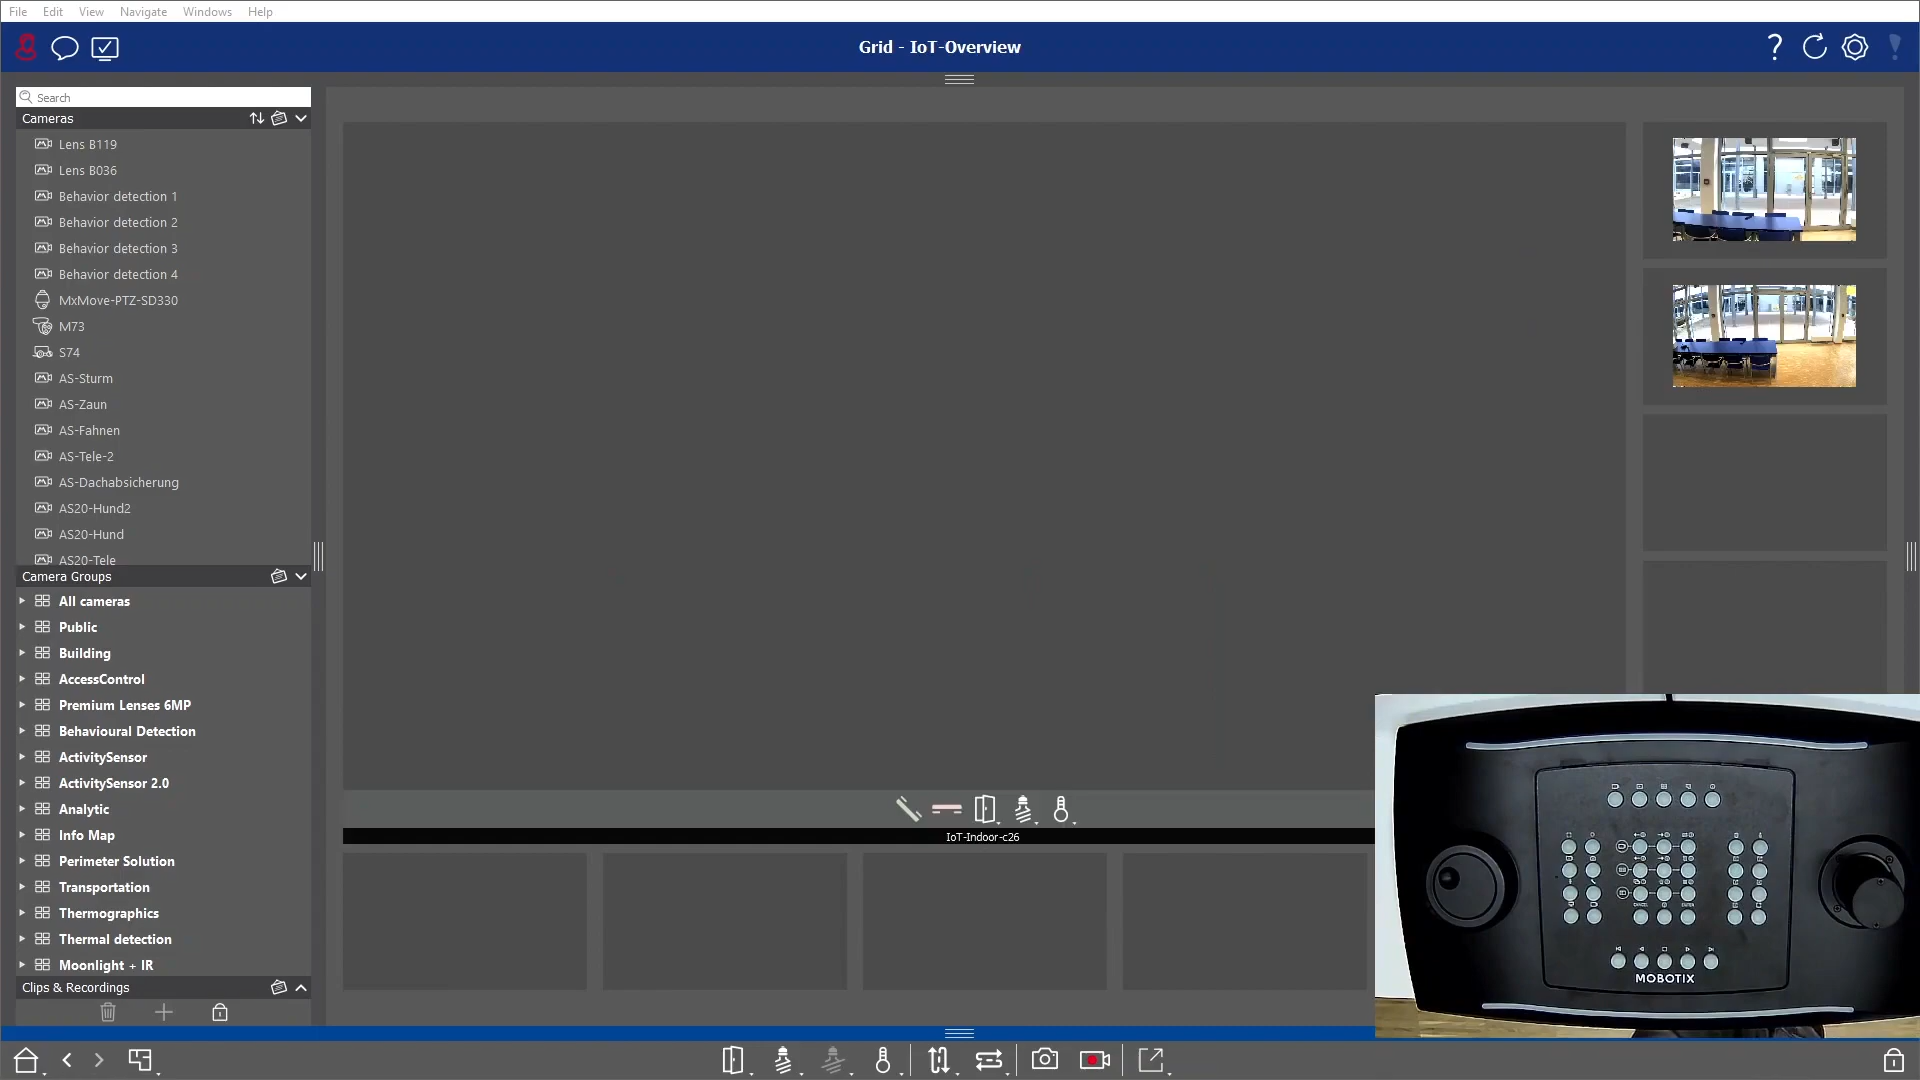 File Edit View Navigate Windows Help
Grid - IoT-Overview
Search
Cameras
Lens B119
Lens B036
Behavior detection 1
Behavior detection 2
Behavior detection 3
Behavior detection 4
MxMove-PTZ-SD330
M73
S74
AS-Sturm
AS-Zaun
AS-Fahnen
AS-Tele-2
AS-Dachabsicherung
AS20-Hund2
AS20-Hund
AS20-Tele
Camera Groups
All cameras
Public
Building
AccessControl
Premium Lenses 6MP
Behavioural Detection
ActivitySensor
ActivitySensor 2.0
Analytic
Info Map
Perimeter Solution
Transportation
Thermographics
Thermal detection
Moonlight + IR
Clips & Recordings
IoT-Indoor-c26
MOBOTIX